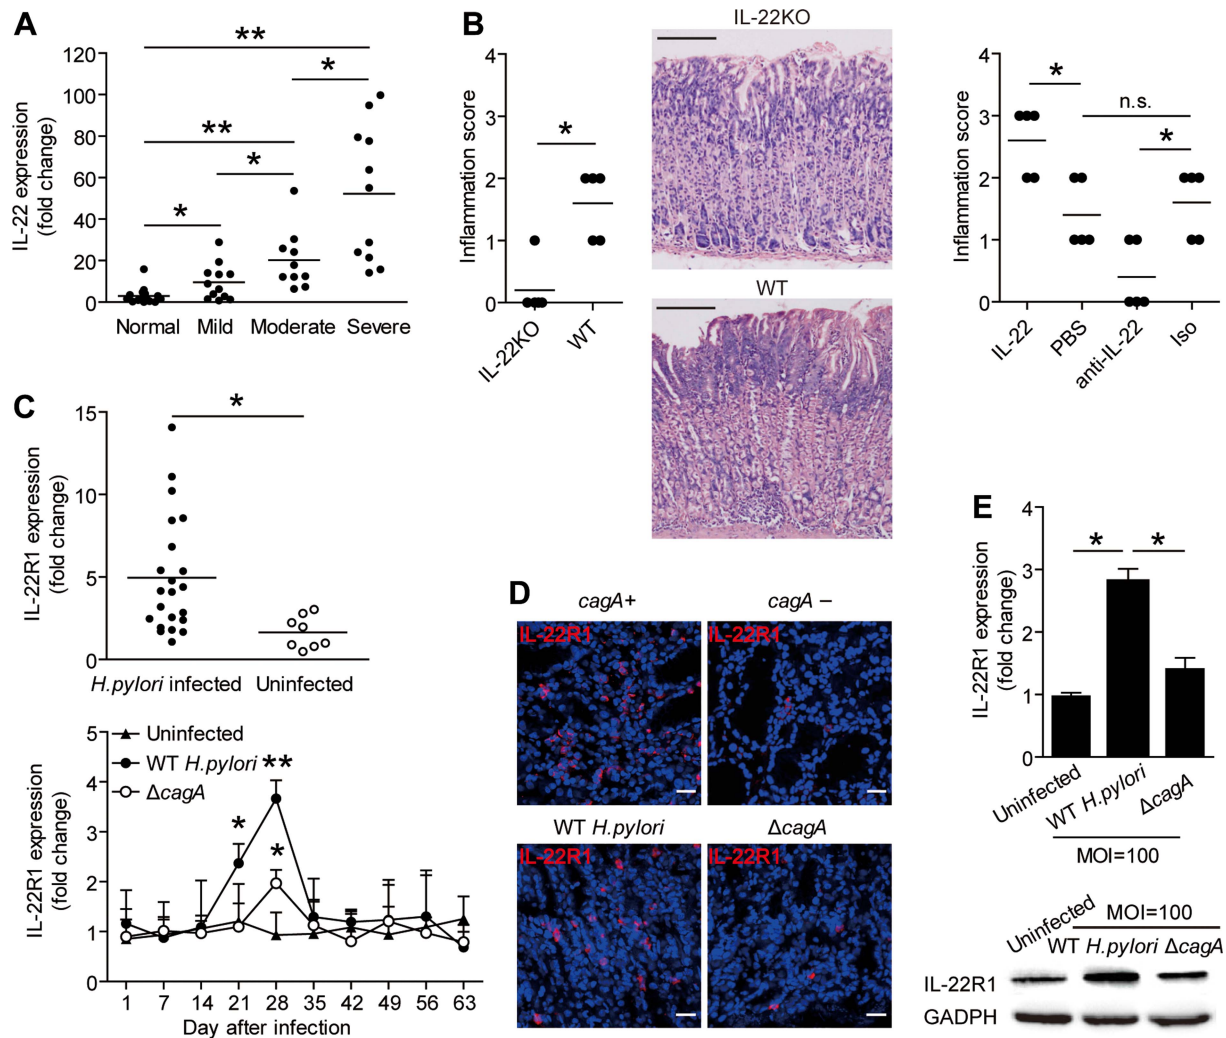 A
IL-22 expression
(fold change)
120
100
80
60
40
20
0
**
*
**
*
*
Normal
Mild
Moderate
Severe
B
Inflammation score
4
3
2
1
0
*
IL-22KO
WT
IL-22KO
WT
Inflammation score
4
3
2
1
0
*
n.s.
*
IL-22
PBS
anti-IL-22
Iso
C
IL-22R1 expression
(fold change)
15
10
5
0
*
H.pylori infected
Uninfected
IL-22R1 expression
(fold change)
5
4
3
2
1
0
Uninfected
WT H.pylori
ΔcagA
*
**
*
1 7 14 21 28 35 42 49 56 63
Day after infection
D
cagA+
cagA –
IL-22R1
IL-22R1
WT H.pylori
ΔcagA
IL-22R1
IL-22R1
E
IL-22R1 expression
(fold change)
4
3
2
1
0
*
*
Uninfected
WT H.pylori
ΔcagA
MOI=100
Uninfected
MOI=100
WT H.pylori ΔcagA
IL-22R1
GADPH